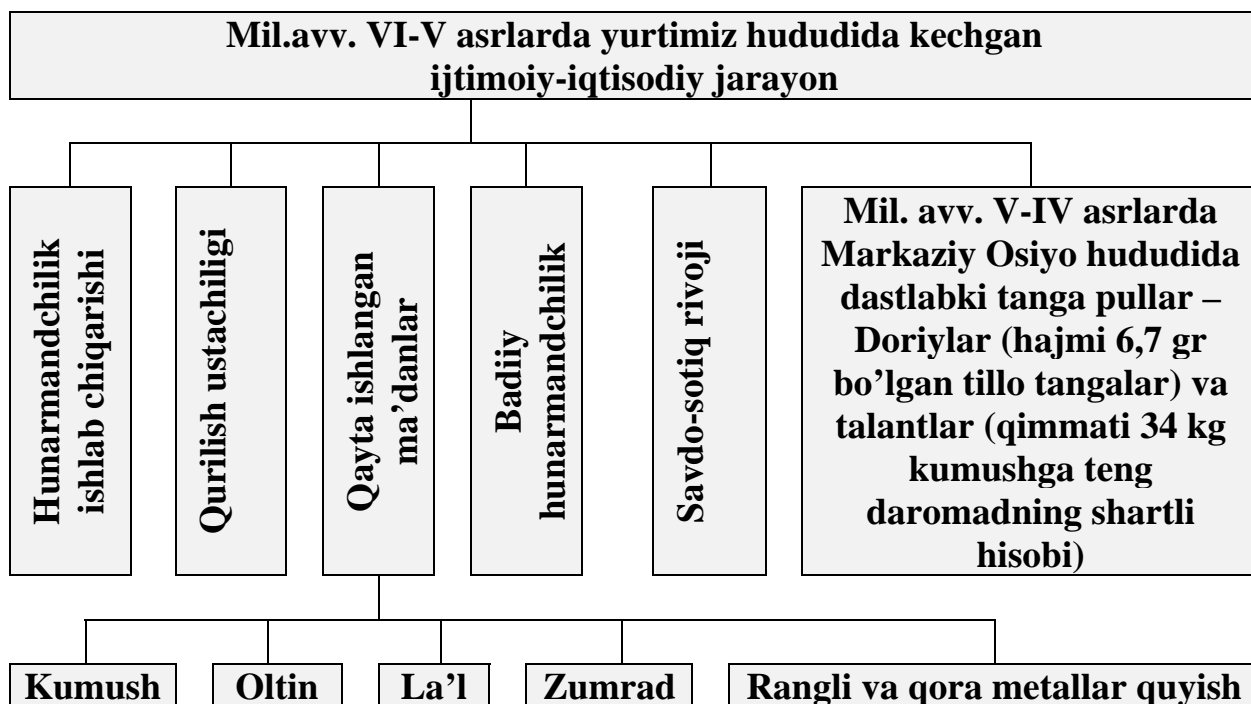 Mil.avv. VI-V asrlarda yurtimiz hududida kechgan
ijtimoiy-iqtisodiy jarayon
Hunarmandchilik
ishlab chiqarishi
Qurilish ustachiligi
Qayta ishlangan
ma’danlar
Badiiy
hunarmandchilik
Savdo-sotiq rivoji
Mil. avv. V-IV asrlarda
Markaziy Osiyo hududida
dastlabki tanga pullar –
Doriylar (hajmi 6,7 gr
bo’lgan tillo tangalar) va
talantlar (qimmati 34 kg
kumushga teng
daromadning shartli
hisobi)
Kumush
Oltin
La’l
Zumrad
Rangli va qora metallar quyish